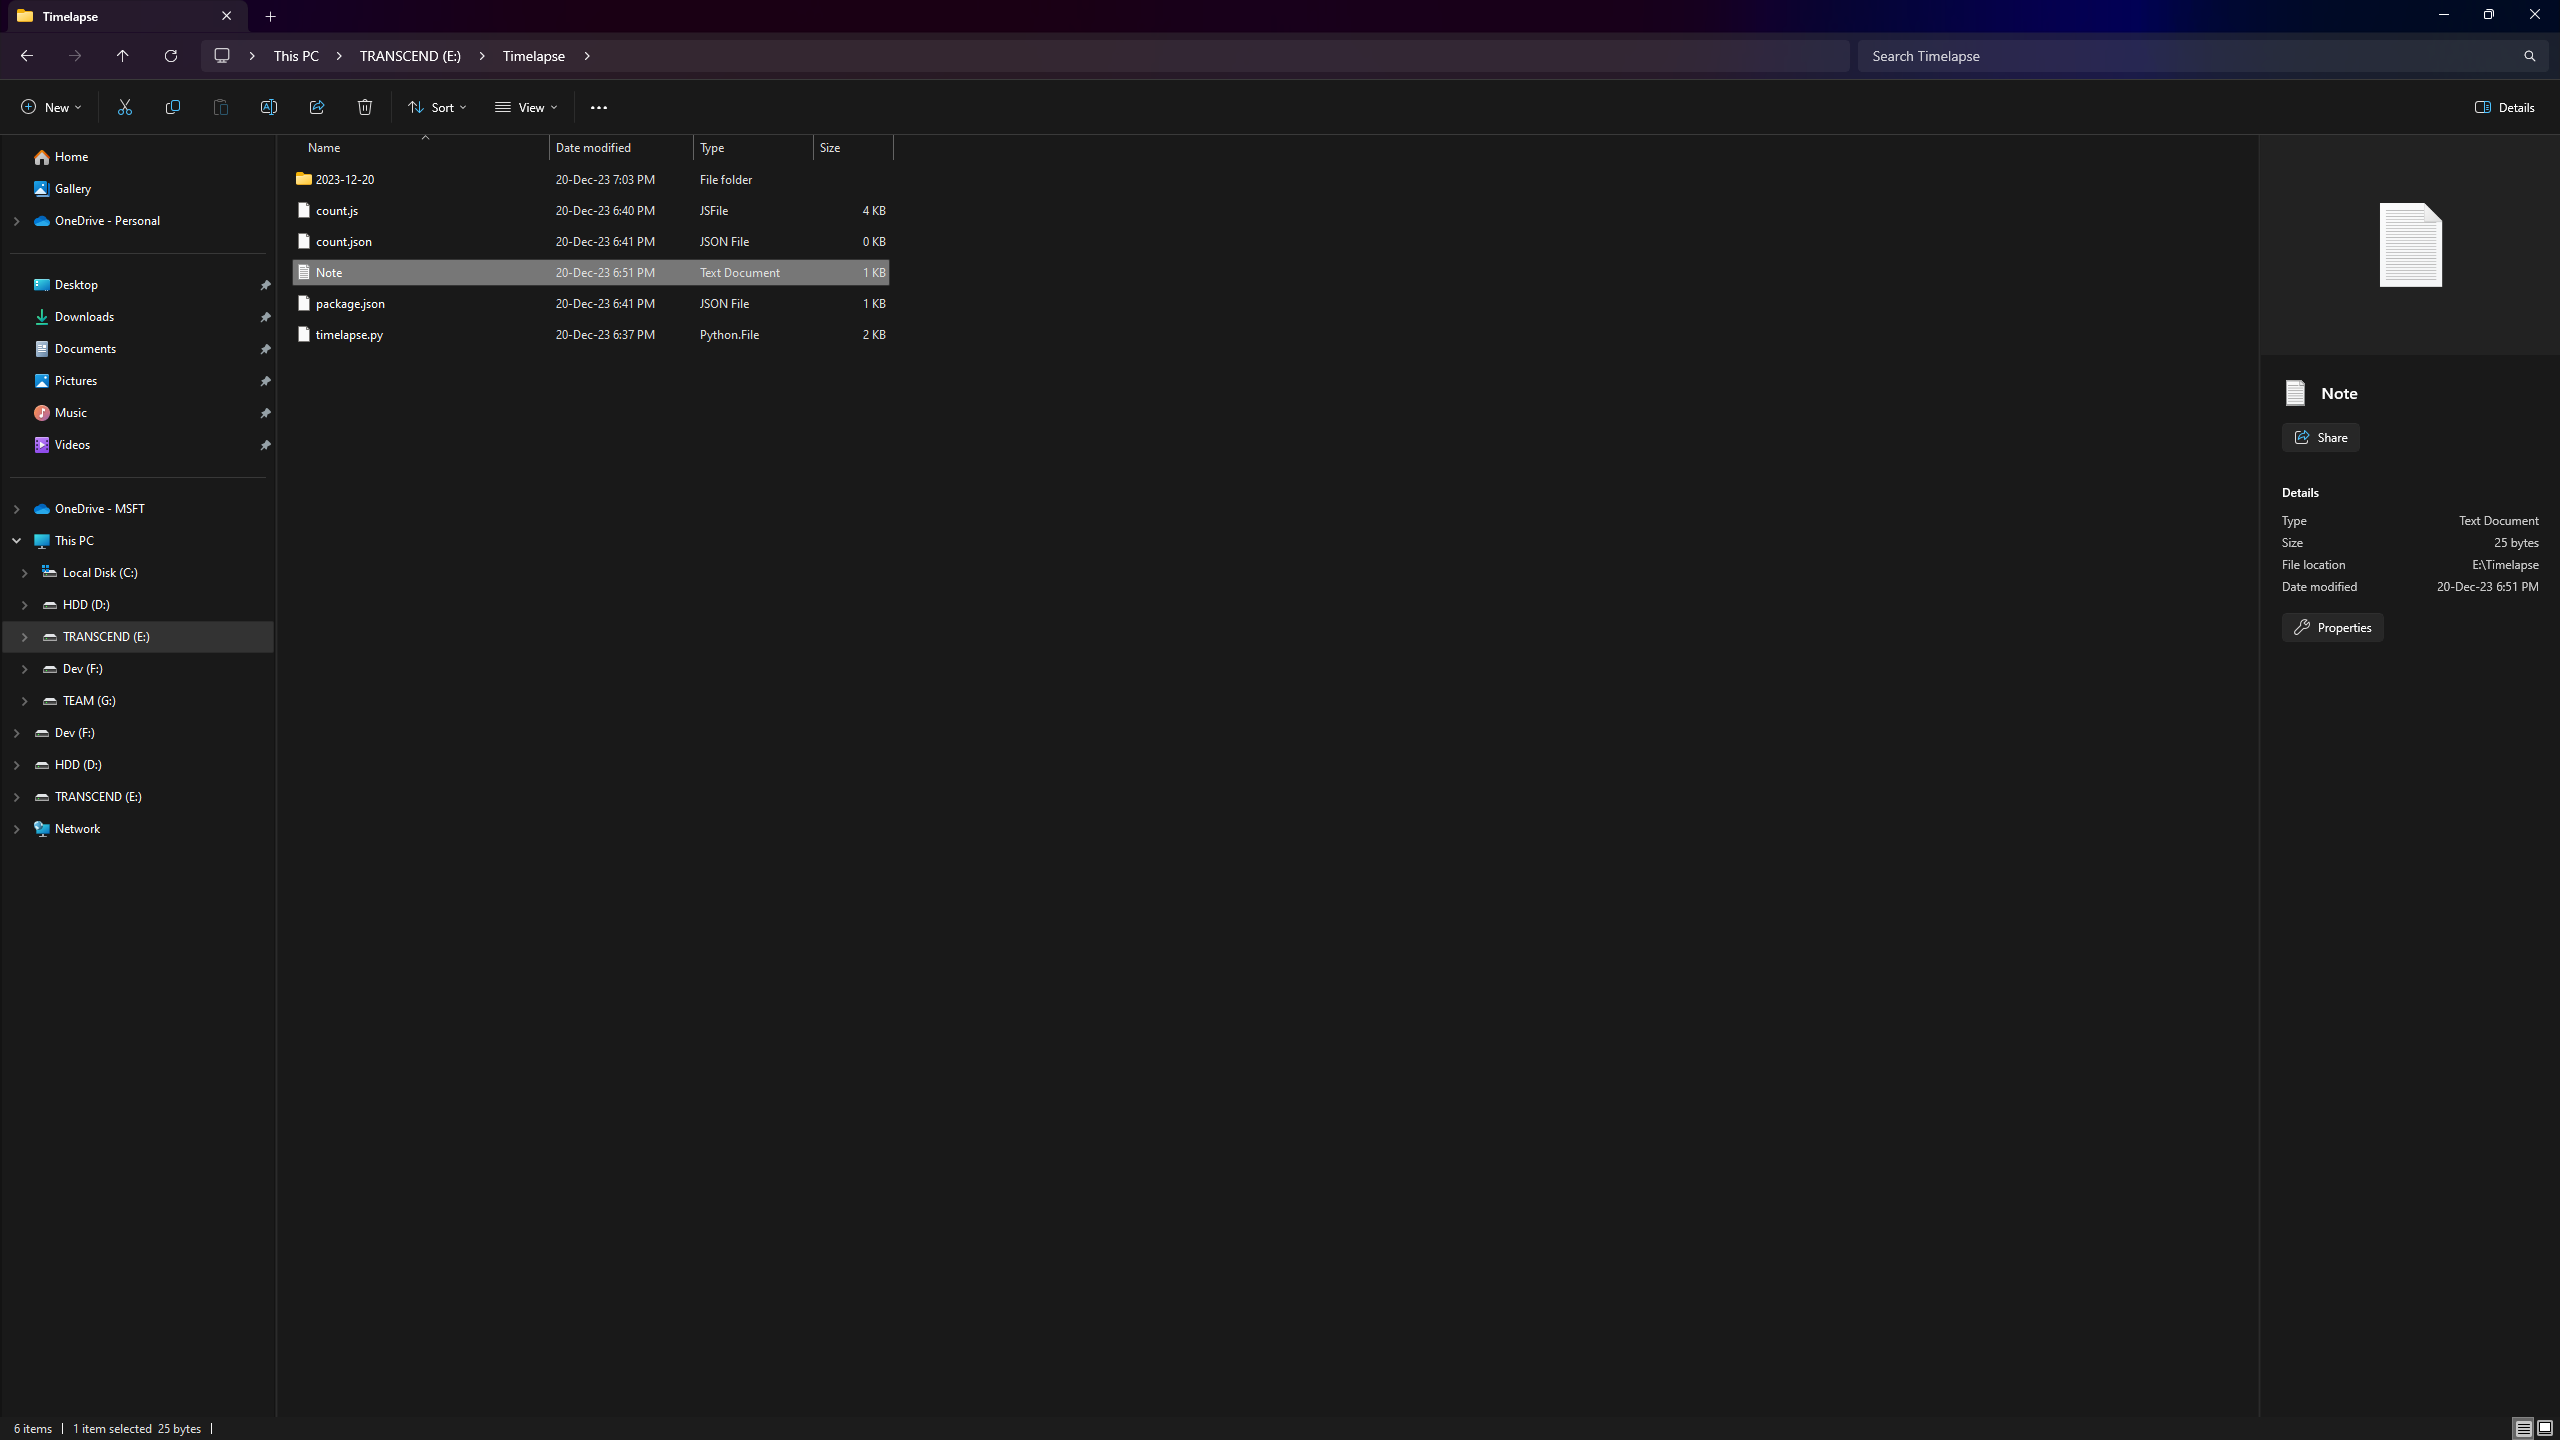 Timelapse
This PC > TRANSCEND (E:) > Timelapse >
Search Timelapse
New
Sort
View
Details
Home
Gallery
OneDrive - Personal
Desktop
Downloads
Documents
Pictures
Music
Videos
OneDrive - MSFT
This PC
Local Disk (C:)
HDD (D:)
TRANSCEND (E:)
Dev (F:)
TEAM (G:)
Dev (F:)
HDD (D:)
TRANSCEND (E:)
Network
Name Date modified Type Size
2023-12-20 20-Dec-23 7:03 PM File folder
count.js 20-Dec-23 6:40 PM JSFile 4 KB
count.json 20-Dec-23 6:41 PM JSON File 0 KB
Note 20-Dec-23 6:51 PM Text Document 1 KB
package.json 20-Dec-23 6:41 PM JSON File 1 KB
timelapse.py 20-Dec-23 6:37 PM Python.File 2 KB
Note
Share
Details
Type Text Document
Size 25 bytes
File location E:\Timelapse
Date modified 20-Dec-23 6:51 PM
Properties
6 items 1 item selected 25 bytes